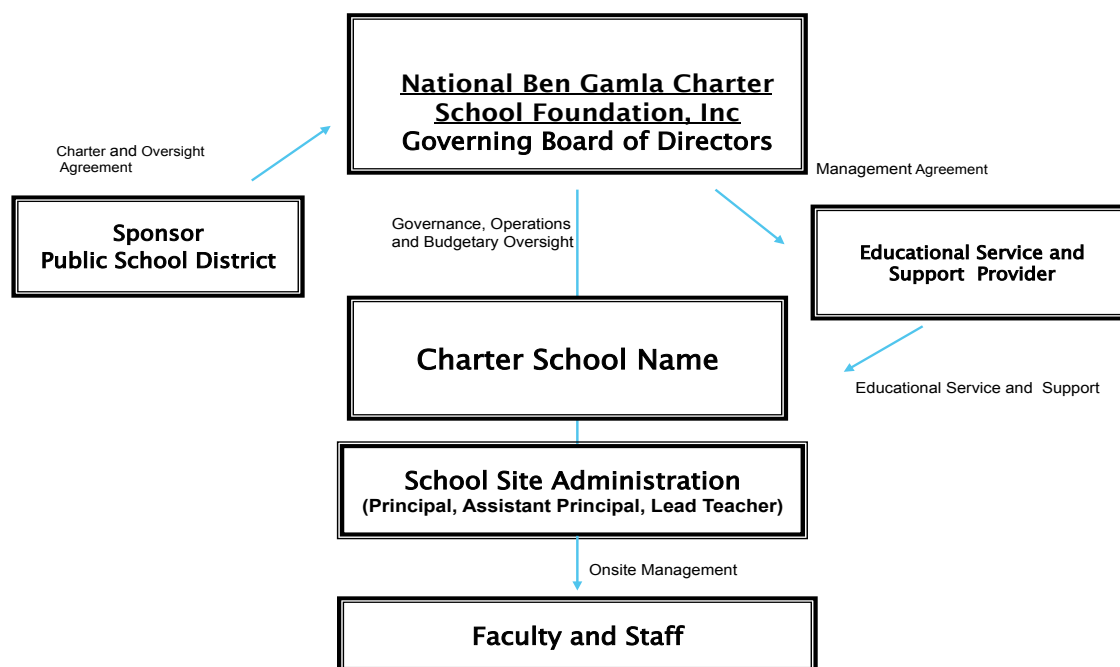 National Ben Gamla Charter
School Foundation, Inc
Governing Board of Directors
Charter and Oversight
Agreement
Management Agreement
Sponsor
Public School District
Governance, Operations
and Budgetary Oversight
Educational Service and
Support Provider
Charter School Name
Educational Service and Support
School Site Administration
(Principal, Assistant Principal, Lead Teacher)
Onsite Management
Faculty and Staff